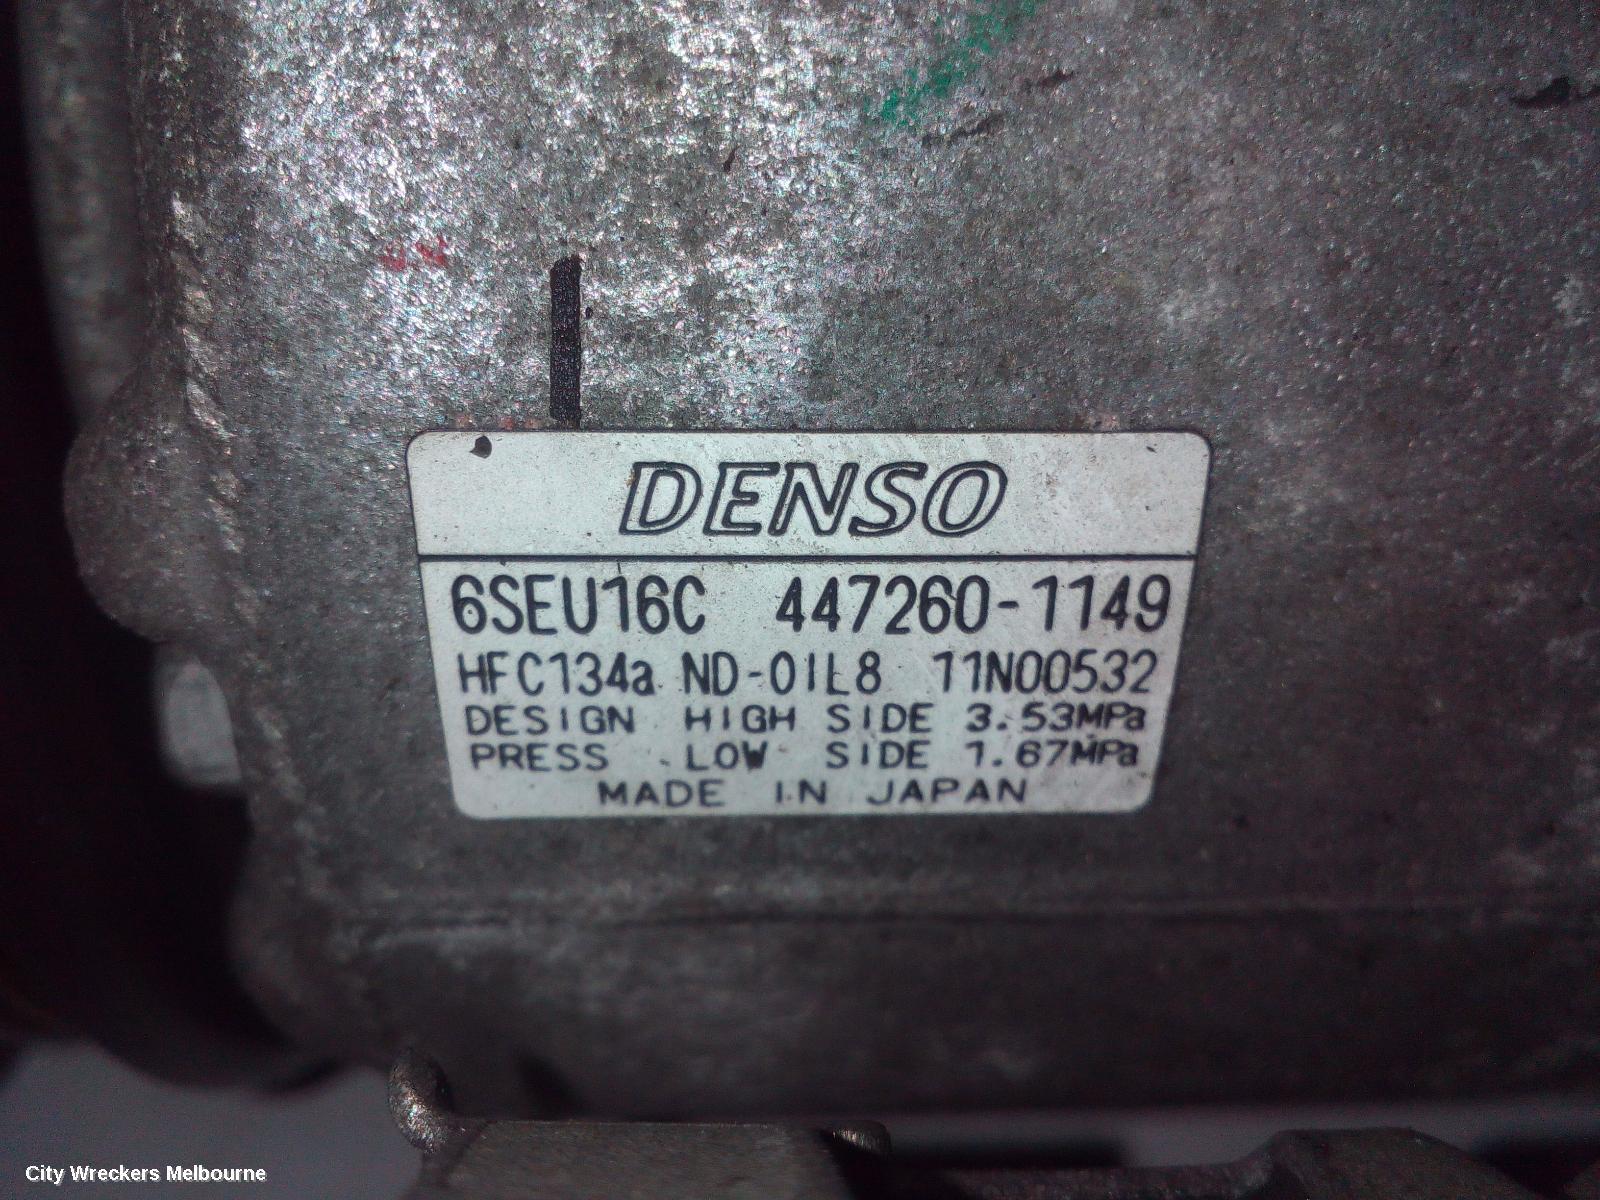 DENSO
6SEU16C 447260-1149
HFC134a ND-OIL8 11N00532
DESIGN HIGH SIDE 3.53MPa
PRESS LOW SIDE 1.67MPa
MADE IN JAPAN
City Wreckers Melbourne